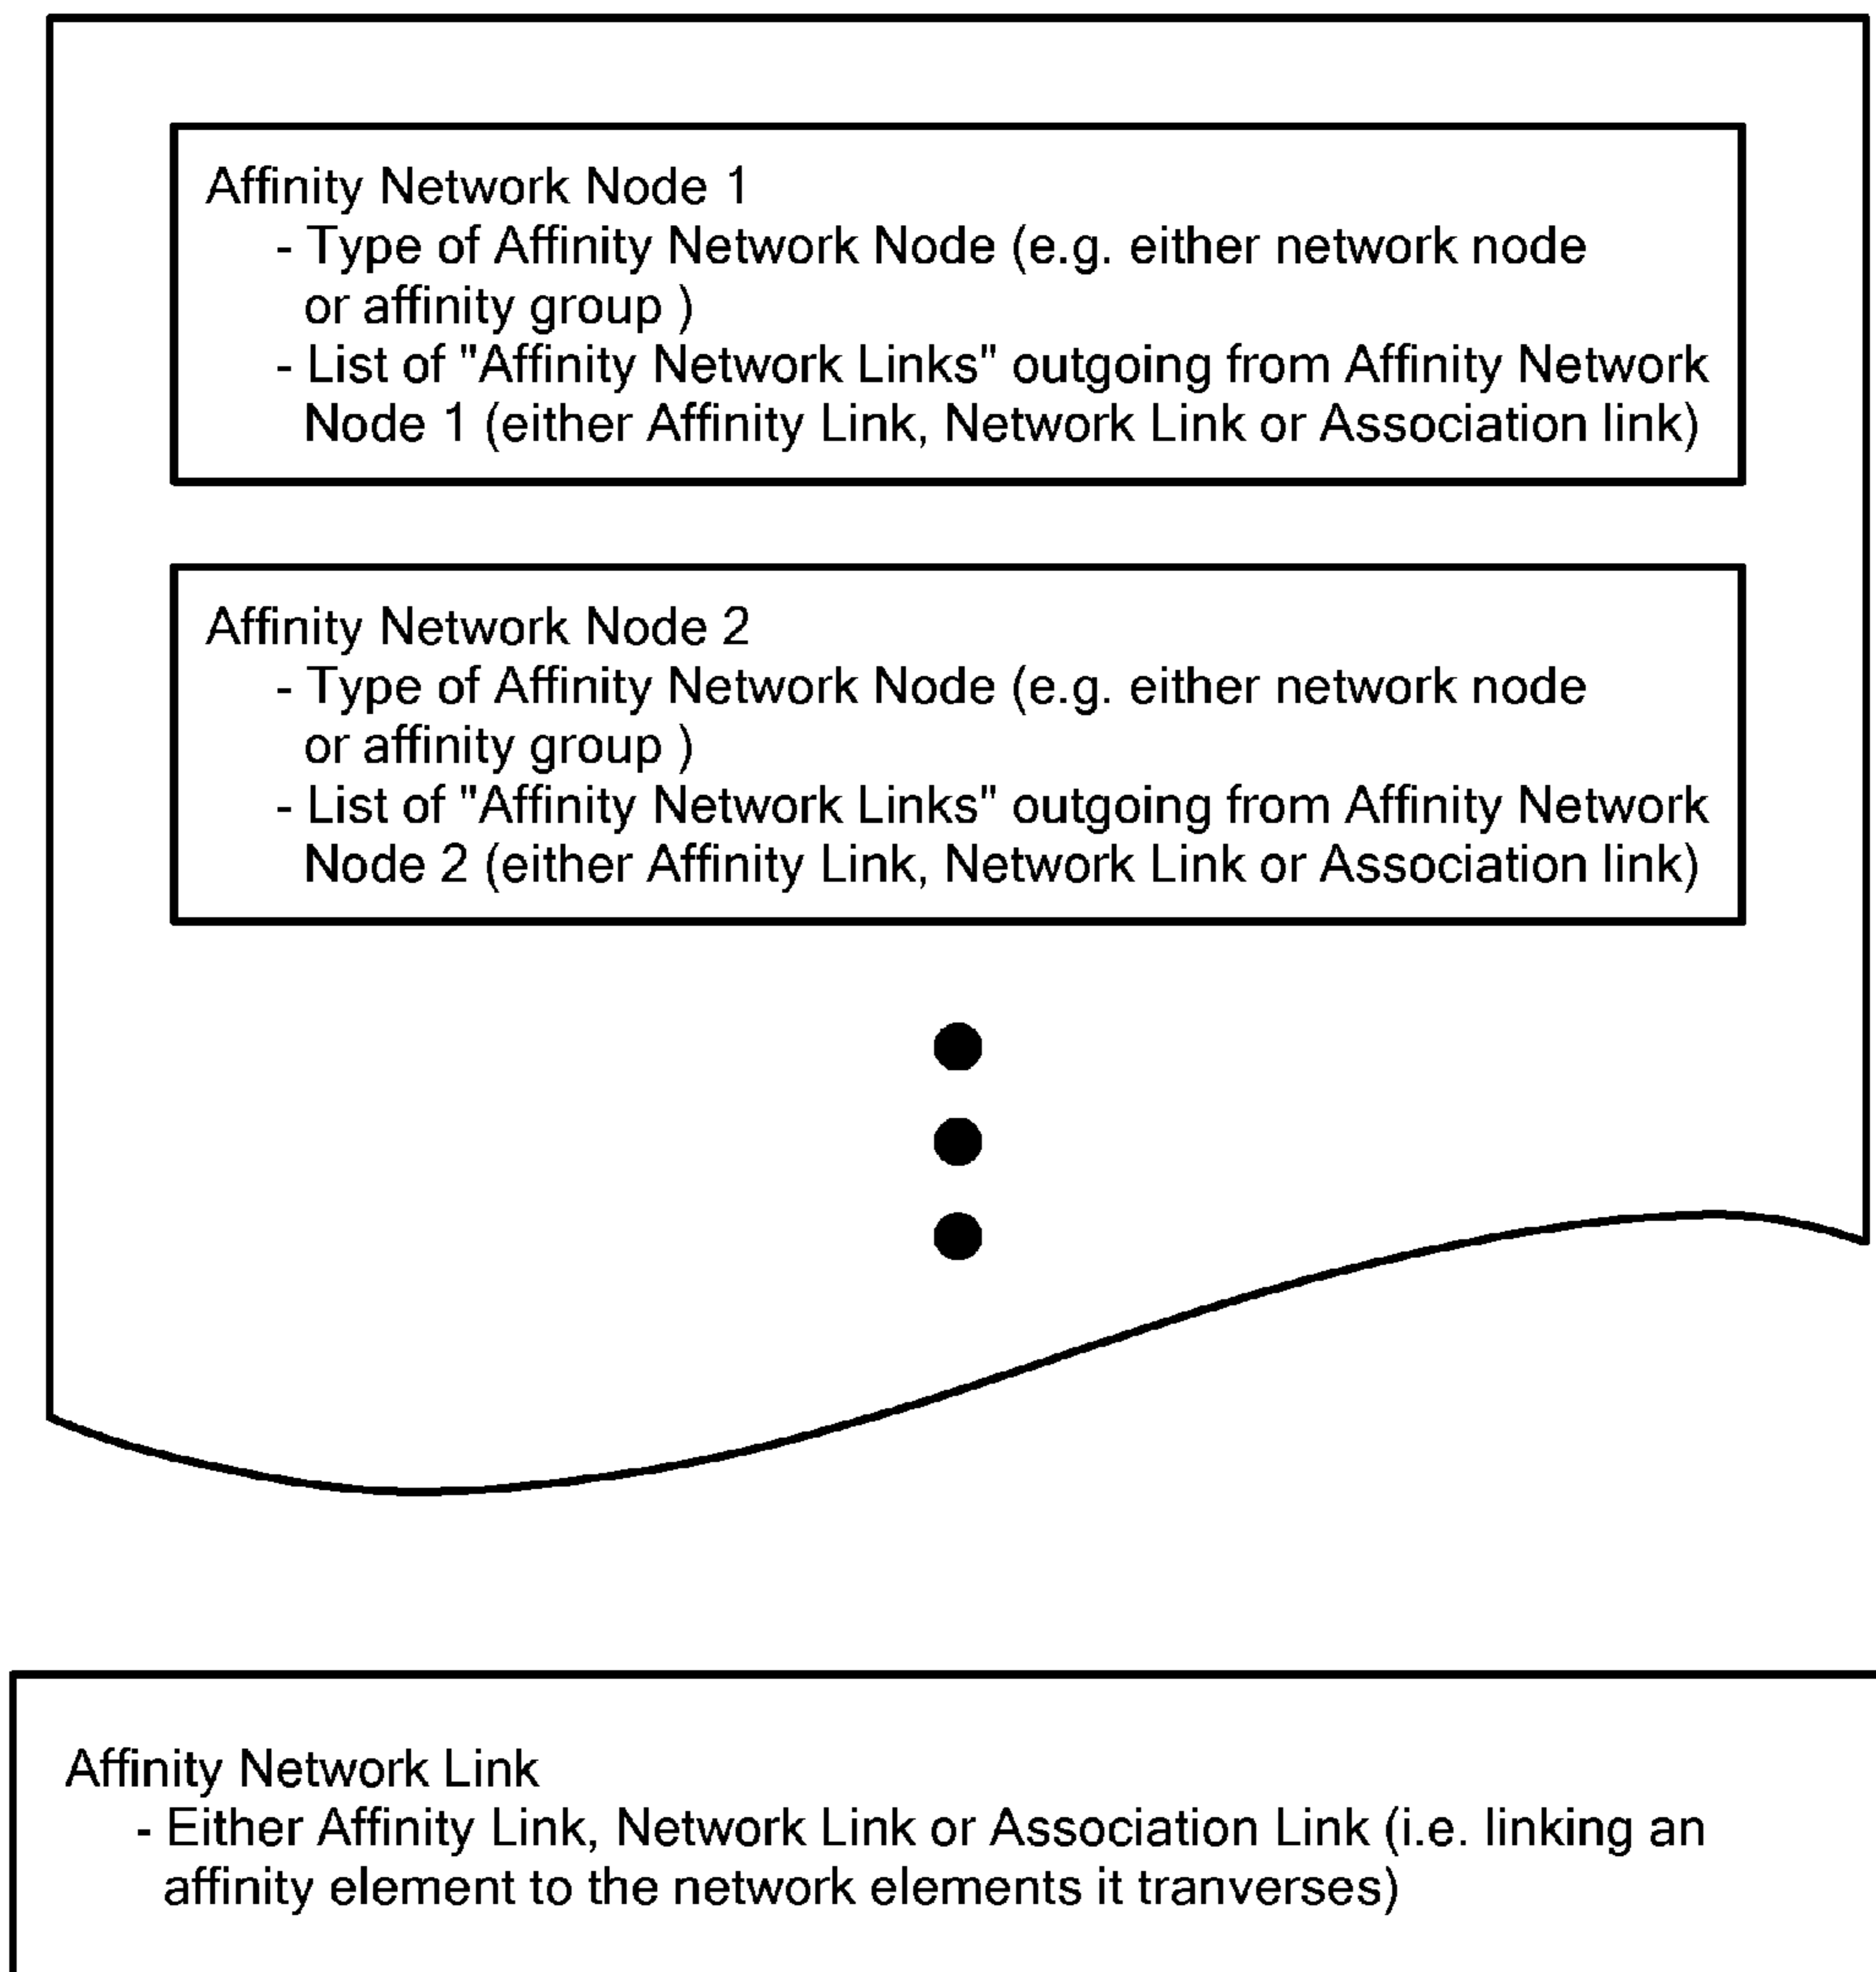 Affinity Network Node 1
- Type of Affinity Network Node (e.g. either network node
or affinity group )
- List of "Affinity Network Links" outgoing from Affinity Network
Node 1 (either Affinity Link, Network Link or Association link)
Affinity Network Node 2
- Type of Affinity Network Node (e.g. either network node
or affinity group )
- List of "Affinity Network Links" outgoing from Affinity Network
Node 2 (either Affinity Link, Network Link or Association link)
Affinity Network Link
- Either Affinity Link, Network Link or Association Link (i.e. linking an
affinity element to the network elements it tranverses)